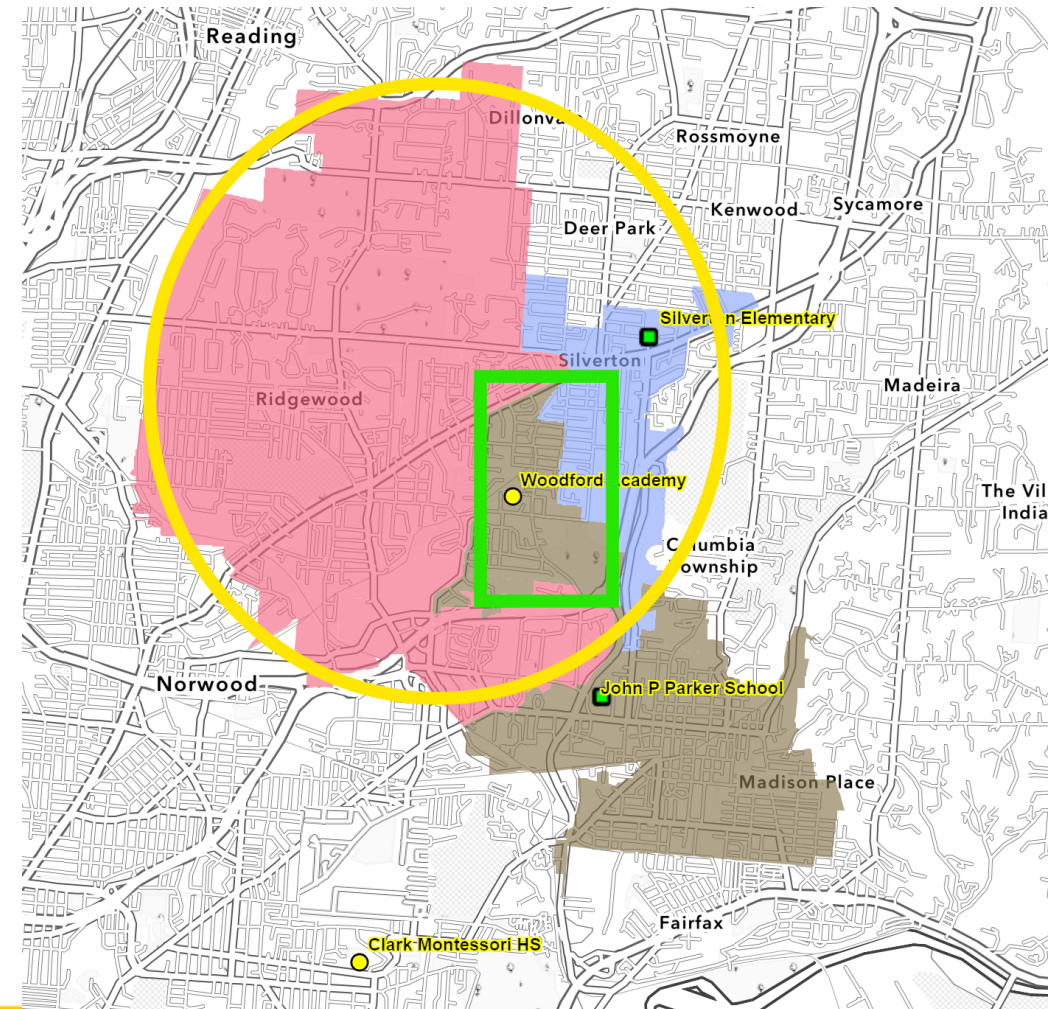 Reading
Dillonva
Rossmoyne
Kenwood
Sycamore
Deer Park
Silverton Elementary
Silverton
Madeira
Ridgewood
Woodford Academy
The Vil
India
Columbia
Township
Norwood
John P Parker School
Madison Place
Fairfax
Clark Montessori HS